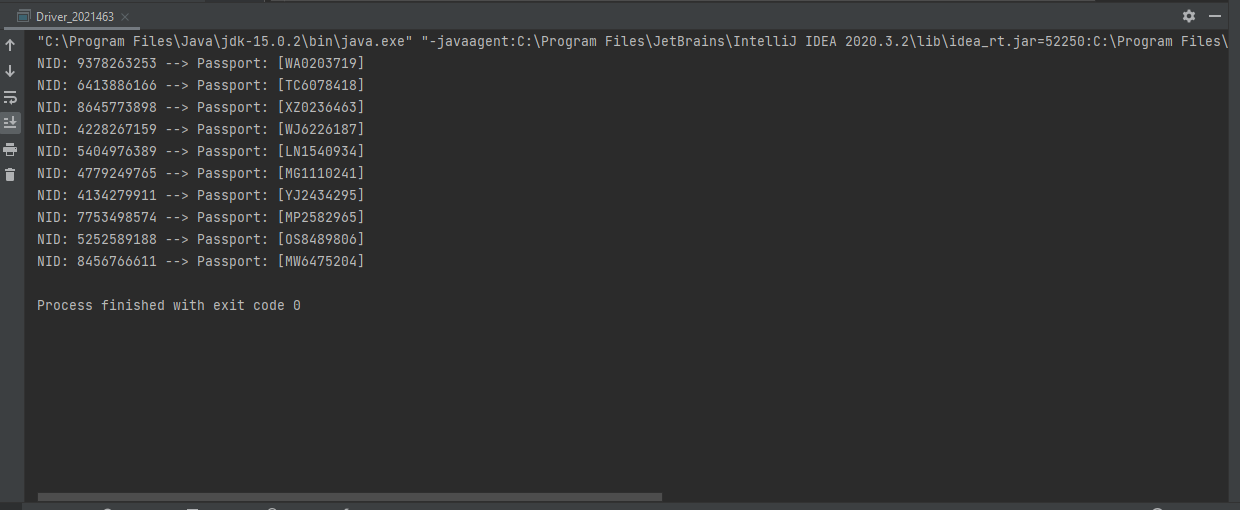 Driver_2021463
"C:\Program Files\Java\jdk-15.0.2\bin\java.exe" "-javaagent:C:\Program Files\JetBrains\IntelliJ IDEA 2020.3.2\lib\idea_rt.jar=52250:C:\Program Files\
NID: 9378263253 --> Passport: [WA0203719]
NID: 6413886166 --> Passport: [TC6078418]
NID: 8645773898 --> Passport: [XZ0236463]
NID: 4228267159 --> Passport: [WJ6226187]
NID: 5404976389 --> Passport: [LN1540934]
NID: 4779249765 --> Passport: [MG1110241]
NID: 4134279911 --> Passport: [YJ2434295]
NID: 7753498574 --> Passport: [MP2582965]
NID: 5252589188 --> Passport: [OS8489806]
NID: 8456766611 --> Passport: [MW6475204]
Process finished with exit code 0